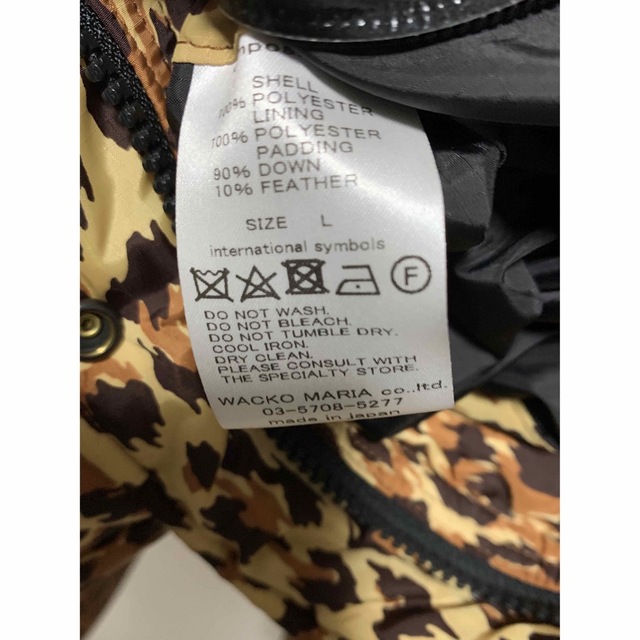 SHELL
100% POLYESTER
LINING
100% POLYESTER
PADDING
90% DOWN
10% FEATHER
SIZE L
international symbols
F
DO NOT WASH.
DO NOT BLEACH.
DO NOT TUMBLE DRY.
COOL IRON.
DRY CLEAN.
PLEASE CONSULT WITH
THE SPECIALTY STORE.
WACKO MARIA co.,ltd.
03-5708-5277
made in japan